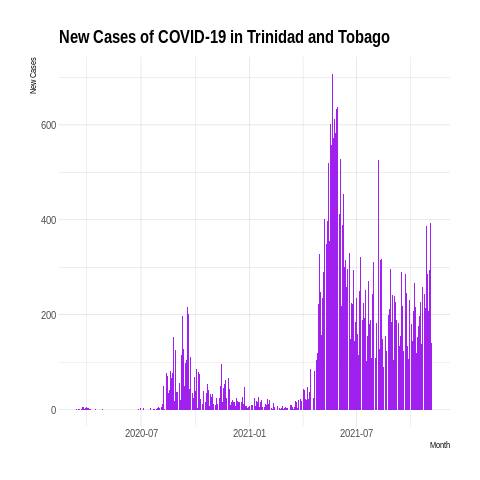 New Cases of COVID-19 in Trinidad and Tobago
New Cases
600
400
200
0
2020-07
2021-01
2021-07
Month